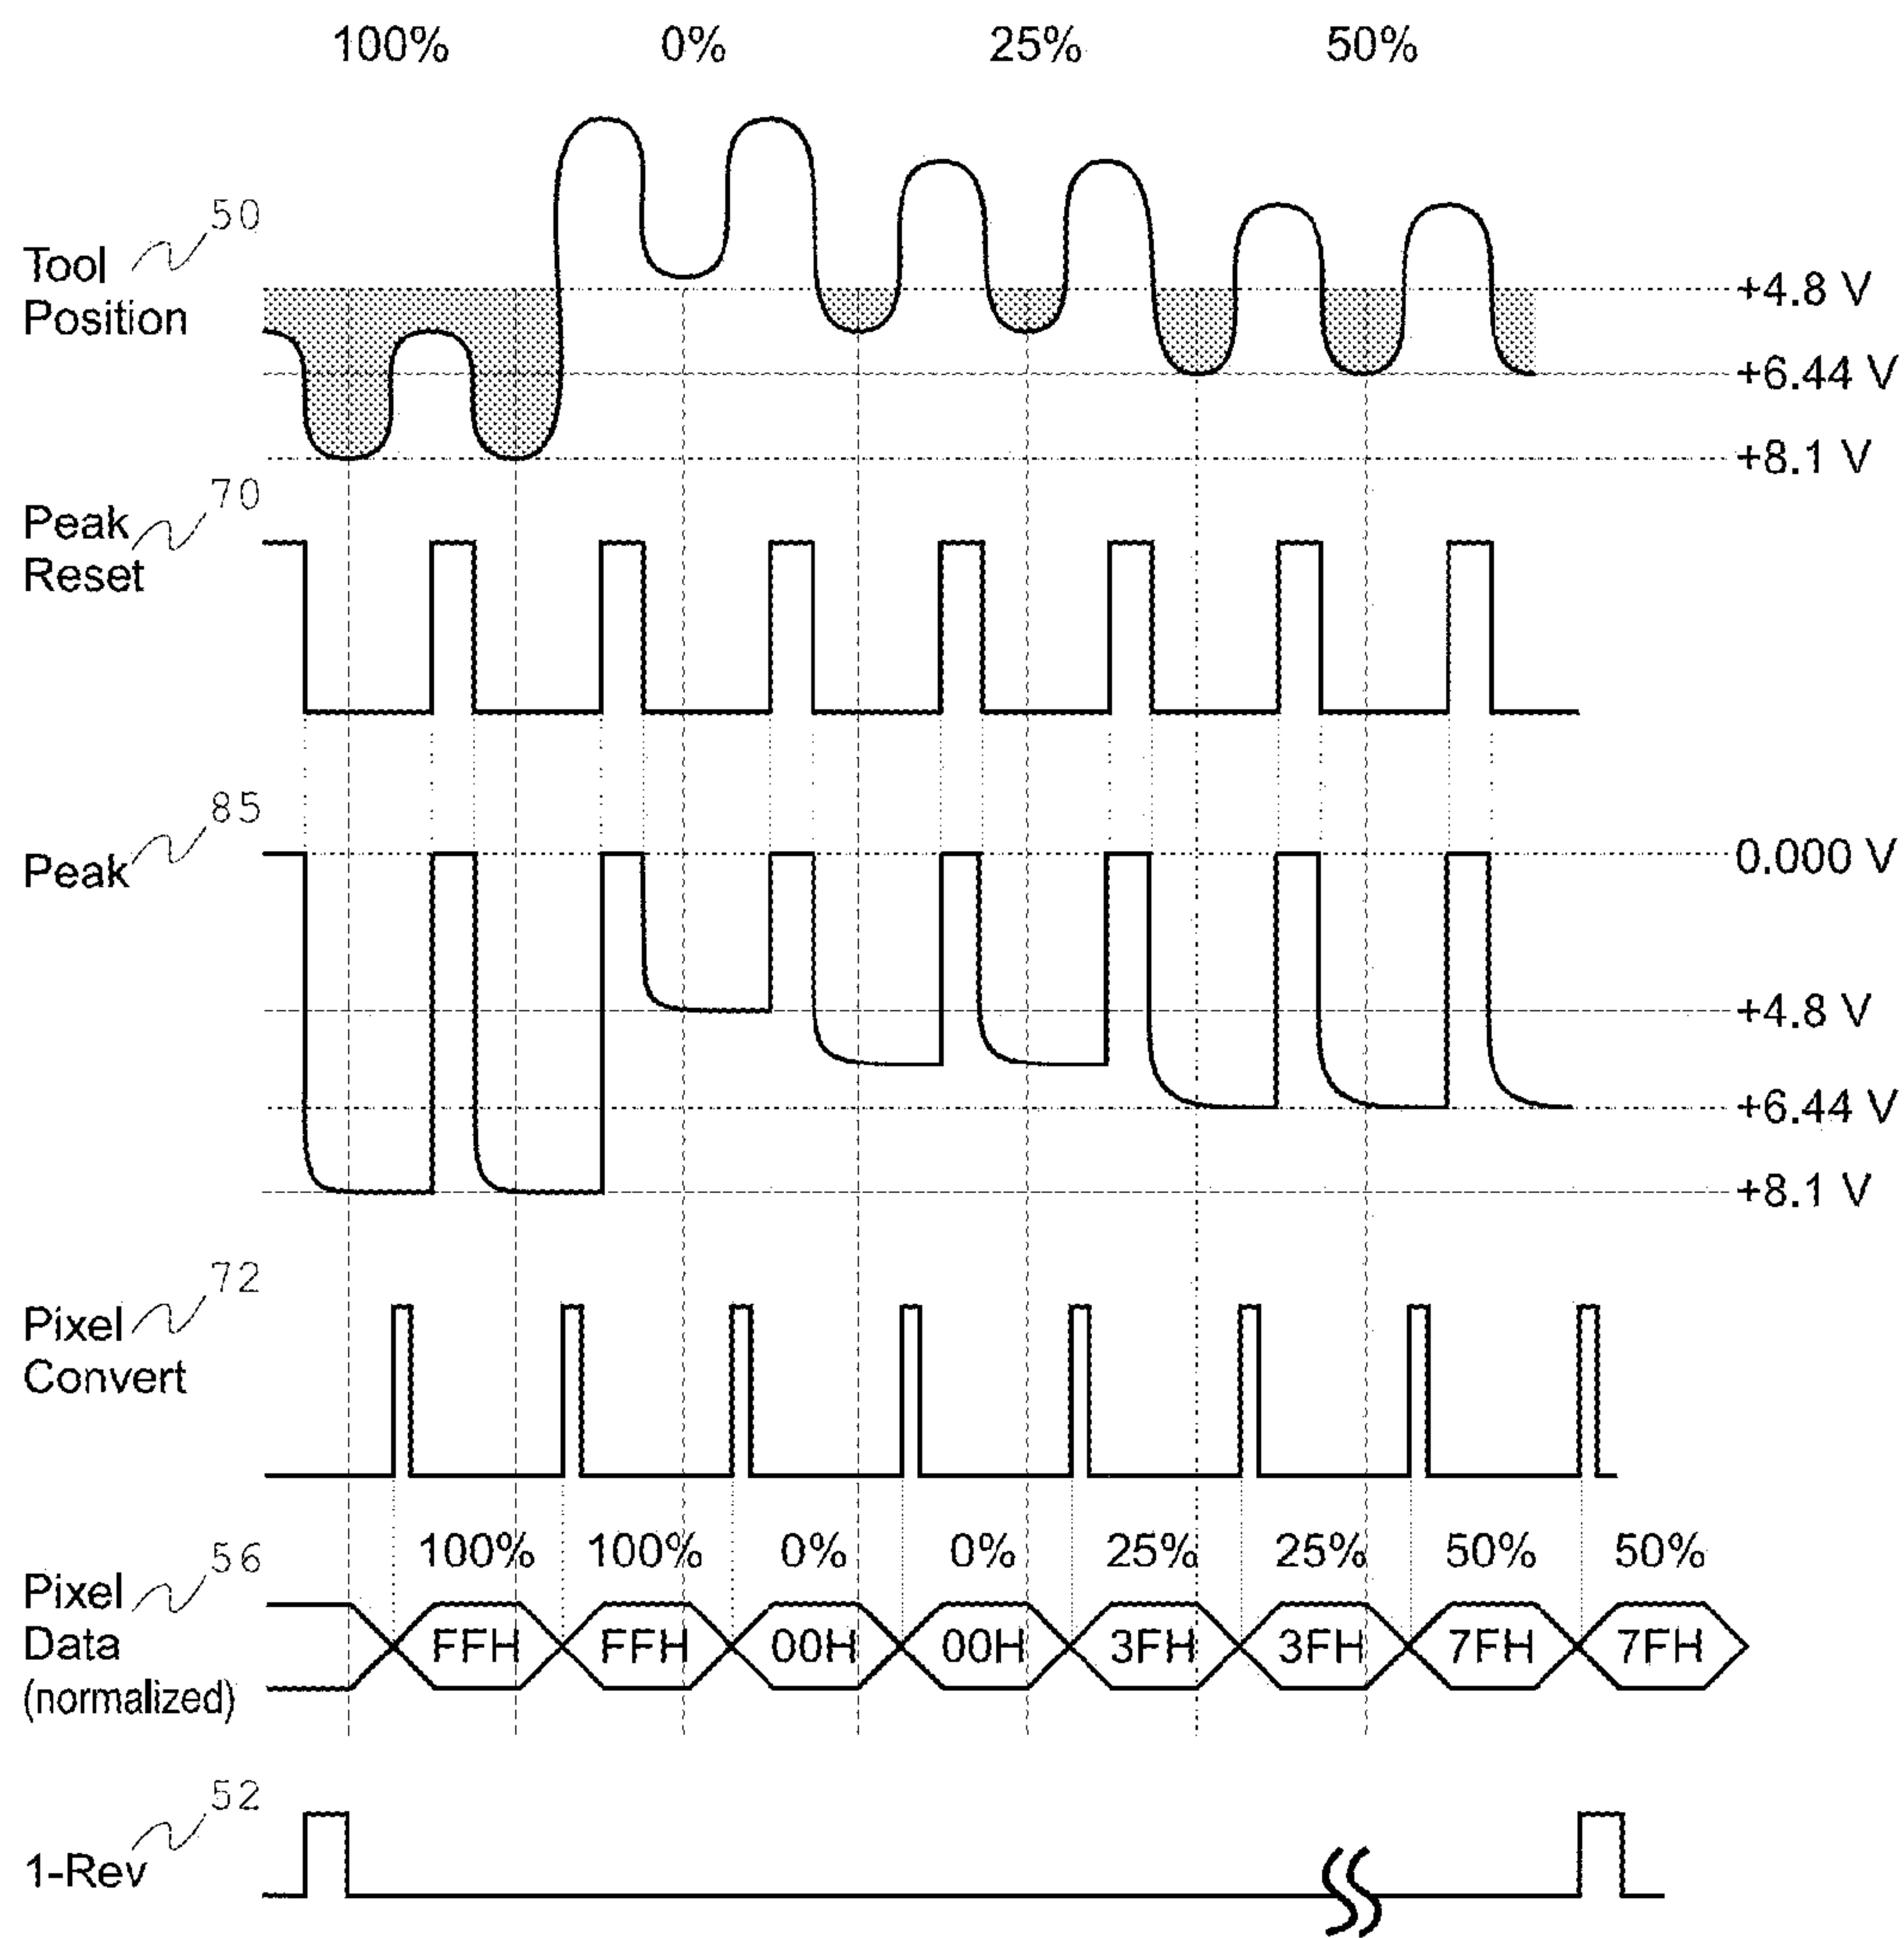 100% 0% 25% 50%
50
Tool
Position
+4.8 V
+6.44 V
+8.1 V
70
Peak
Reset
85
Peak
0.000 V
+4.8 V
+6.44 V
+8.1 V
72
Pixel
Convert
100% 100% 0% 0% 25% 25% 50% 50%
56
Pixel
Data
(normalized)
FFH FFH 00H 00H 3FH 3FH 7FH 7FH
52
1-Rev